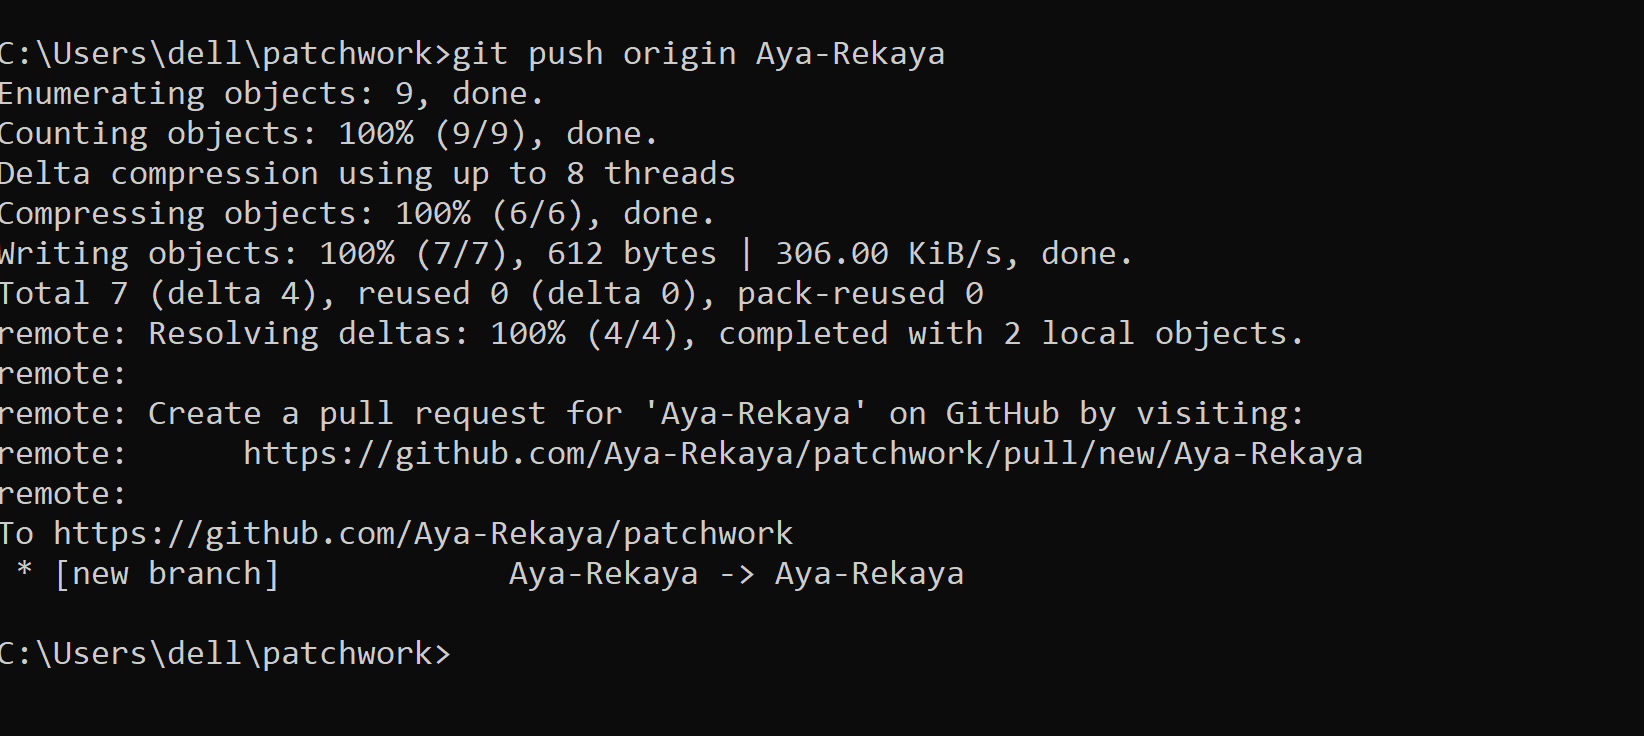 C:\Users\dell\patchwork>git push origin Aya-Rekaya
Enumerating objects: 9, done.
Counting objects: 100% (9/9), done.
Delta compression using up to 8 threads
Compressing objects: 100% (6/6), done.
Writing objects: 100% (7/7), 612 bytes | 306.00 KiB/s, done.
Total 7 (delta 4), reused 0 (delta 0), pack-reused 0
remote: Resolving deltas: 100% (4/4), completed with 2 local objects.
remote:
remote: Create a pull request for 'Aya-Rekaya' on GitHub by visiting:
remote:      https://github.com/Aya-Rekaya/patchwork/pull/new/Aya-Rekaya
remote:
To https://github.com/Aya-Rekaya/patchwork
 * [new branch]            Aya-Rekaya -> Aya-Rekaya
C:\Users\dell\patchwork>